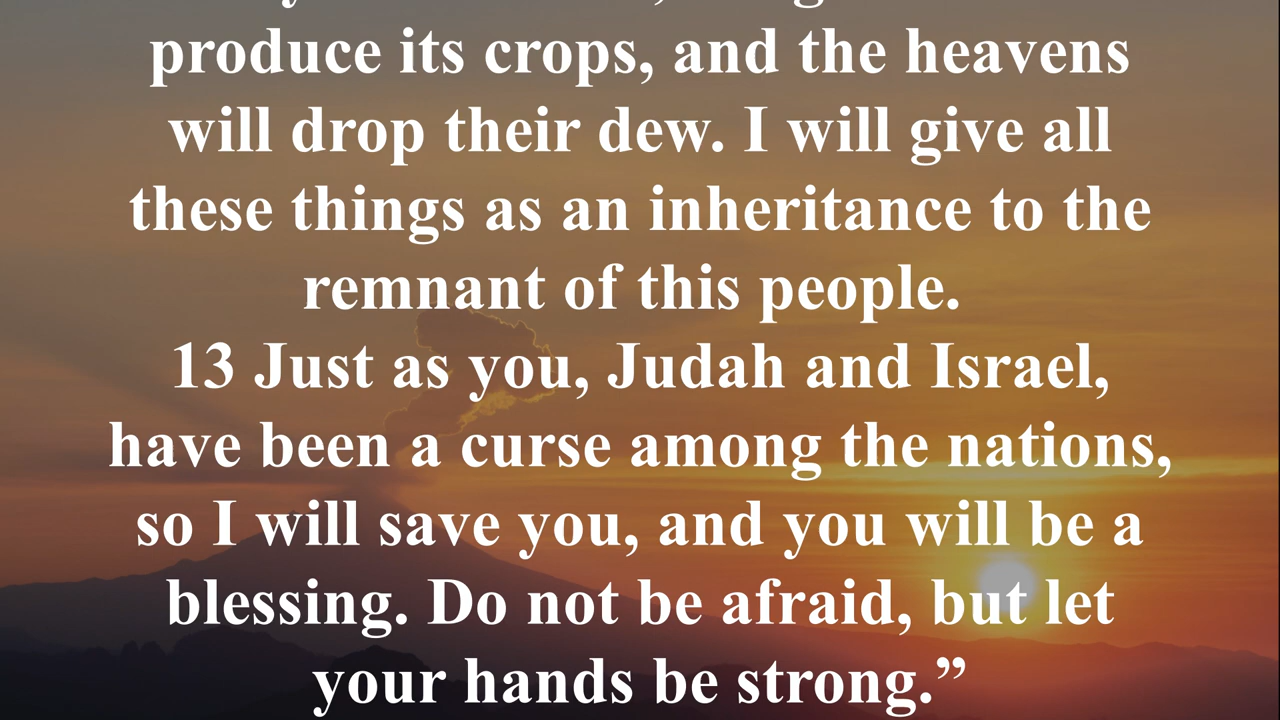 produce its crops, and the heavens
will drop their dew. I will give all
these things as an inheritance to the
remnant of this people.
13 Just as you, Judah and Israel,
have been a curse among the nations,
so I will save you, and you will be a
blessing. Do not be afraid, but let
your hands be strong.”